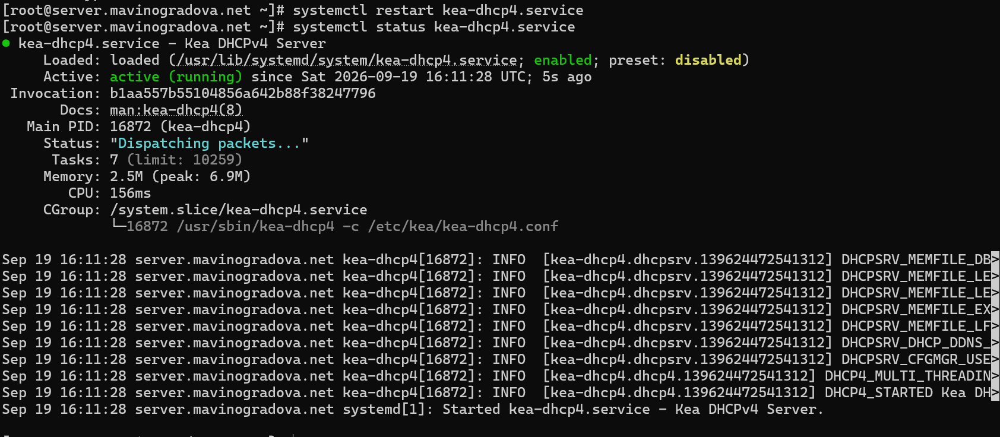 [root@server.mavinogradova.net ~]# systemctl restart kea-dhcp4.service
[root@server.mavinogradova.net ~]# systemctl status kea-dhcp4.service
● kea-dhcp4.service - Kea DHCPv4 Server
     Loaded: loaded (/usr/lib/systemd/system/kea-dhcp4.service; enabled; preset: disabled)
     Active: active (running) since Sat 2026-09-19 16:11:28 UTC; 5s ago
 Invocation: b1aa557b55104856a642b88f38247796
       Docs: man:kea-dhcp4(8)
   Main PID: 16872 (kea-dhcp4)
     Status: "Dispatching packets..."
      Tasks: 7 (limit: 10259)
     Memory: 2.5M (peak: 6.9M)
        CPU: 156ms
     CGroup: /system.slice/kea-dhcp4.service
             └─16872 /usr/sbin/kea-dhcp4 -c /etc/kea/kea-dhcp4.conf
Sep 19 16:11:28 server.mavinogradova.net kea-dhcp4[16872]: INFO  [kea-dhcp4.dhcpsrv.139624472541312] DHCPSRV_MEMFILE_DB>
Sep 19 16:11:28 server.mavinogradova.net kea-dhcp4[16872]: INFO  [kea-dhcp4.dhcpsrv.139624472541312] DHCPSRV_MEMFILE_LE>
Sep 19 16:11:28 server.mavinogradova.net kea-dhcp4[16872]: INFO  [kea-dhcp4.dhcpsrv.139624472541312] DHCPSRV_MEMFILE_LE>
Sep 19 16:11:28 server.mavinogradova.net kea-dhcp4[16872]: INFO  [kea-dhcp4.dhcpsrv.139624472541312] DHCPSRV_MEMFILE_EX>
Sep 19 16:11:28 server.mavinogradova.net kea-dhcp4[16872]: INFO  [kea-dhcp4.dhcpsrv.139624472541312] DHCPSRV_MEMFILE_LF>
Sep 19 16:11:28 server.mavinogradova.net kea-dhcp4[16872]: INFO  [kea-dhcp4.dhcpsrv.139624472541312] DHCPSRV_DHCP_DDNS_>
Sep 19 16:11:28 server.mavinogradova.net kea-dhcp4[16872]: INFO  [kea-dhcp4.dhcpsrv.139624472541312] DHCPSRV_CFGMGR_USE>
Sep 19 16:11:28 server.mavinogradova.net kea-dhcp4[16872]: INFO  [kea-dhcp4.dhcp4.139624472541312] DHCP4_MULTI_THREADIN>
Sep 19 16:11:28 server.mavinogradova.net kea-dhcp4[16872]: INFO  [kea-dhcp4.dhcp4.139624472541312] DHCP4_STARTED Kea DH>
Sep 19 16:11:28 server.mavinogradova.net systemd[1]: Started kea-dhcp4.service - Kea DHCPv4 Server.